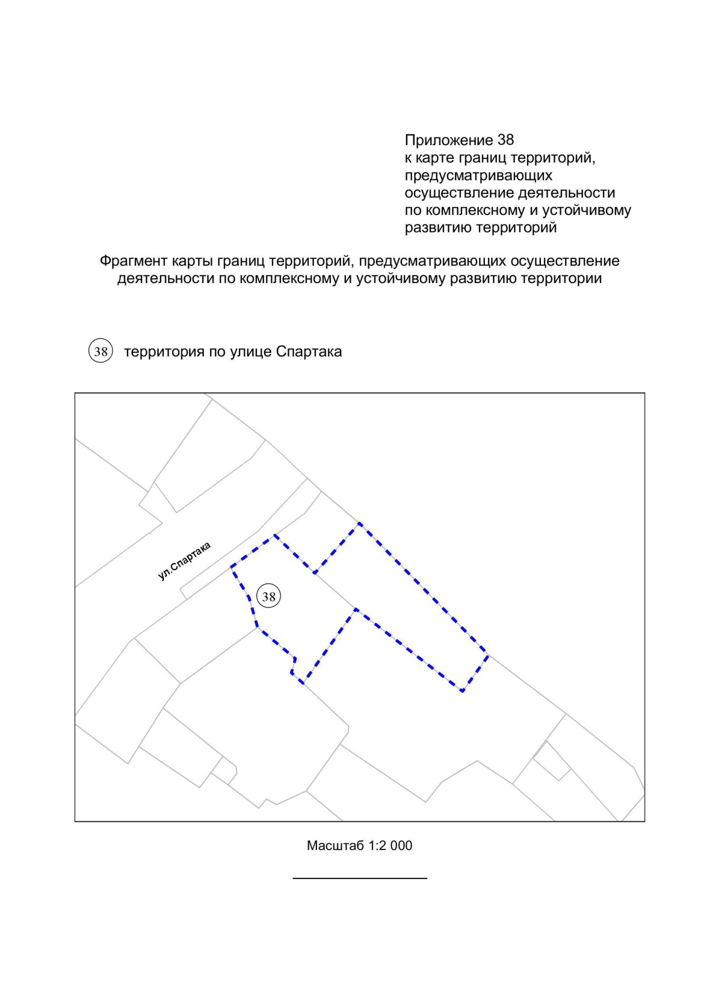 Приложение 38
к карте границ территорий,
предусматривающих
осуществление деятельности
по комплексному и устойчивому
развитию территорий
Фрагмент карты границ территорий, предусматривающих осуществление
деятельности по комплексному и устойчивому развитию территории
38 территория по улице Спартака
ул.Спартака
38
Масштаб 1:2 000